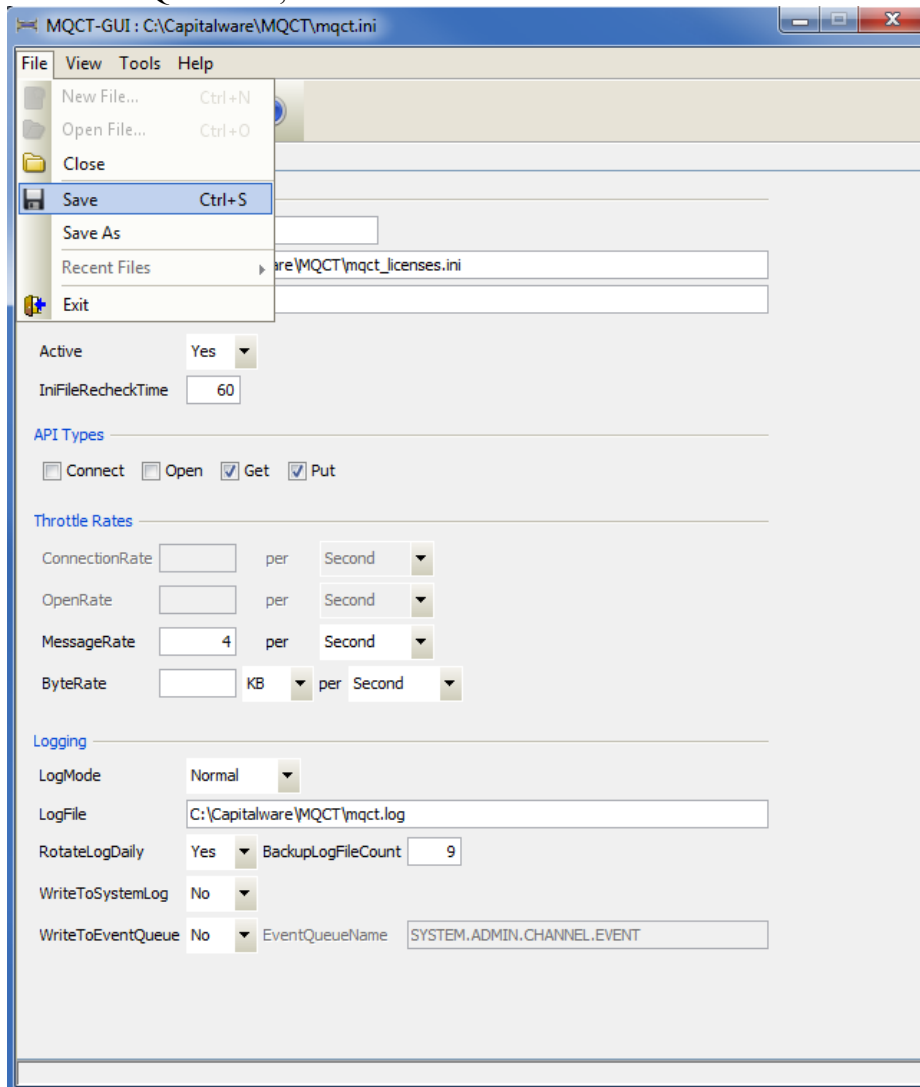 MQCT-GUI : C:\Capitalware\MQCT\mqct.ini
File View Tools Help
New File... Ctrl+N
Open File... Ctrl+O
Close
Save Ctrl+S
Save As
Recent Files
Exit
are\MQCT\mqct_licenses.ini
Active Yes
IniFileRecheckTime 60
API Types
Connect Open Get Put
Throttle Rates
ConnectionRate per Second
OpenRate per Second
MessageRate 4 per Second
ByteRate KB per Second
Logging
LogMode Normal
LogFile C:\Capitalware\MQCT\mqct.log
RotateLogDaily Yes BackupLogFileCount 9
WriteToSystemLog No
WriteToEventQueue No EventQueueName SYSTEM.ADMIN.CHANNEL.EVENT